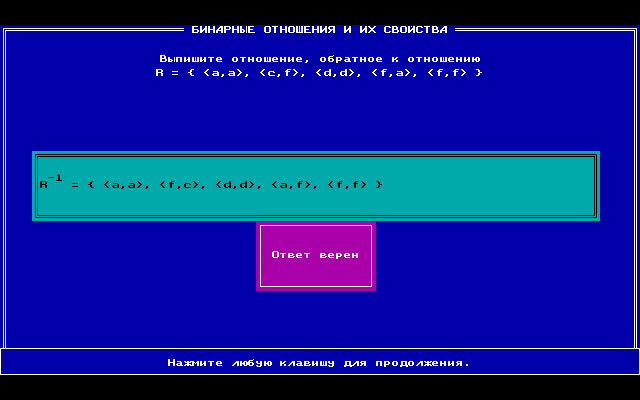 БИНАРНЫЕ ОТНОШЕНИЯ И ИХ СВОЙСТВА
Выпишите отношение, обратное к отношению
R = { (a,a), (c,f), (d,d), (f,a), (f,f) }
R⁻¹ = { (a,a), (f,c), (d,d), (a,f), (f,f) }
Ответ верен
Нажмите любую клавишу для продолжения.